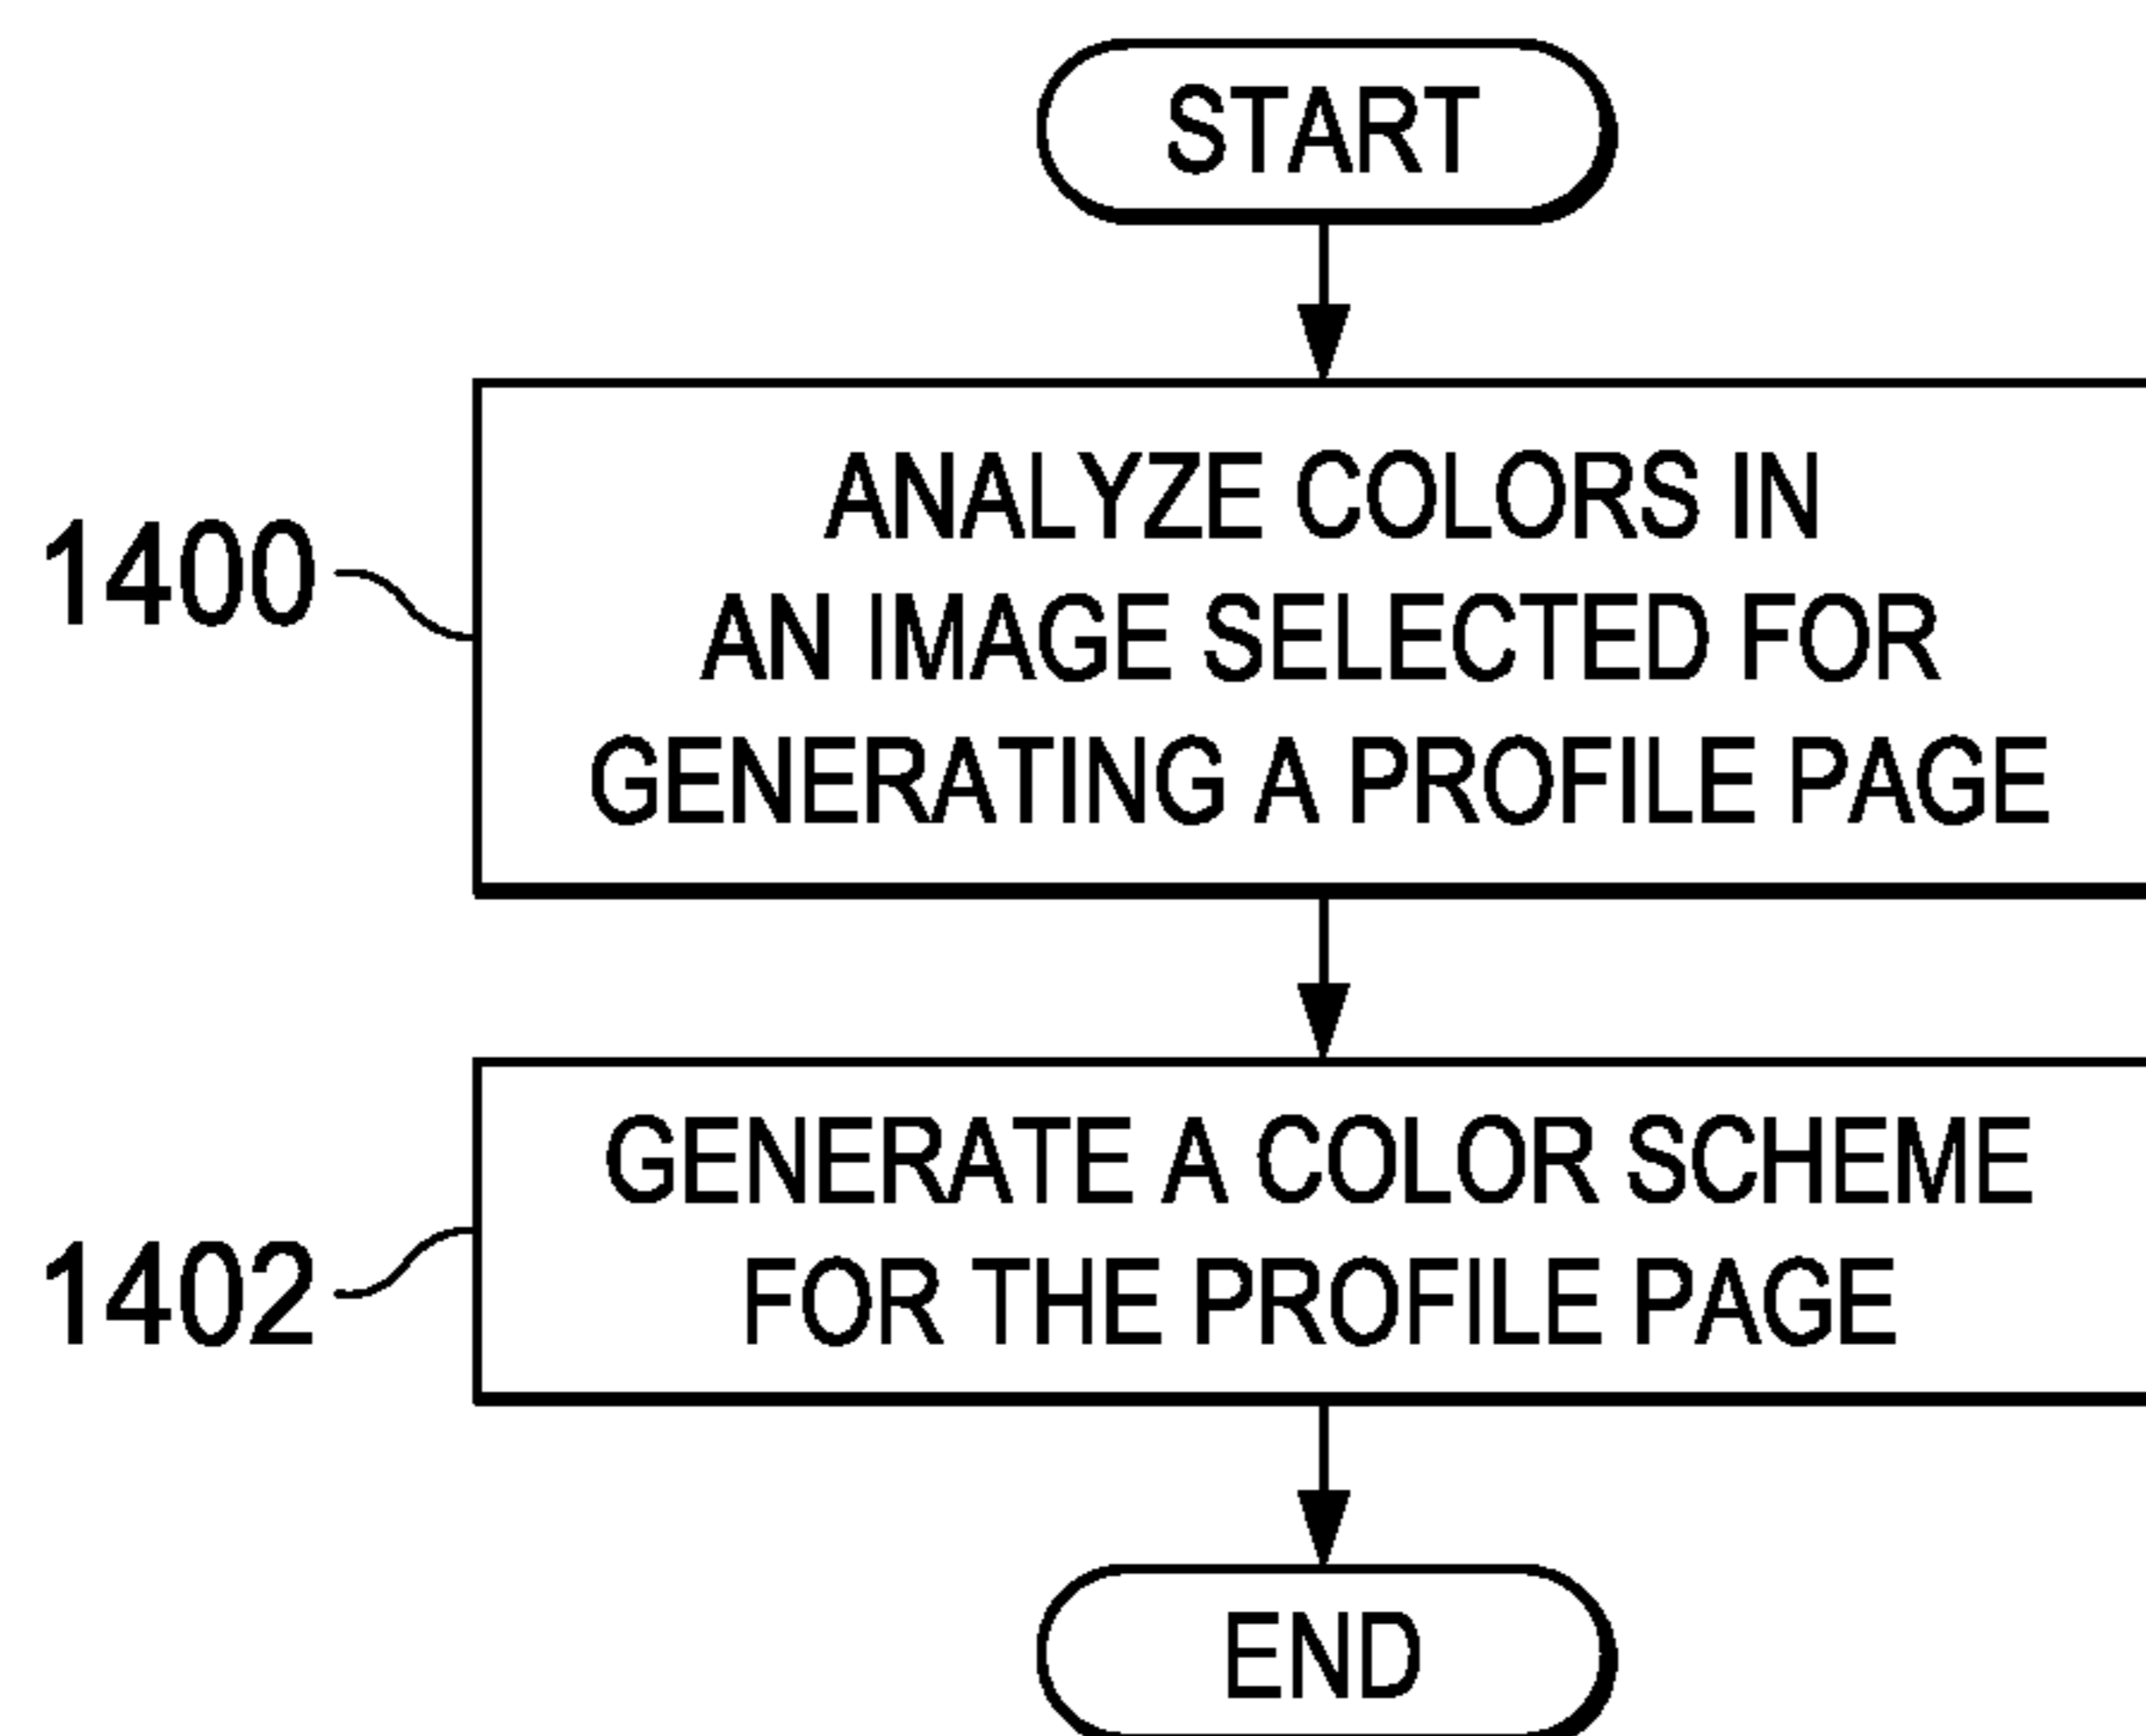 START
1400
ANALYZE COLORS IN
AN IMAGE SELECTED FOR
GENERATING A PROFILE PAGE
1402
GENERATE A COLOR SCHEME
FOR THE PROFILE PAGE
END